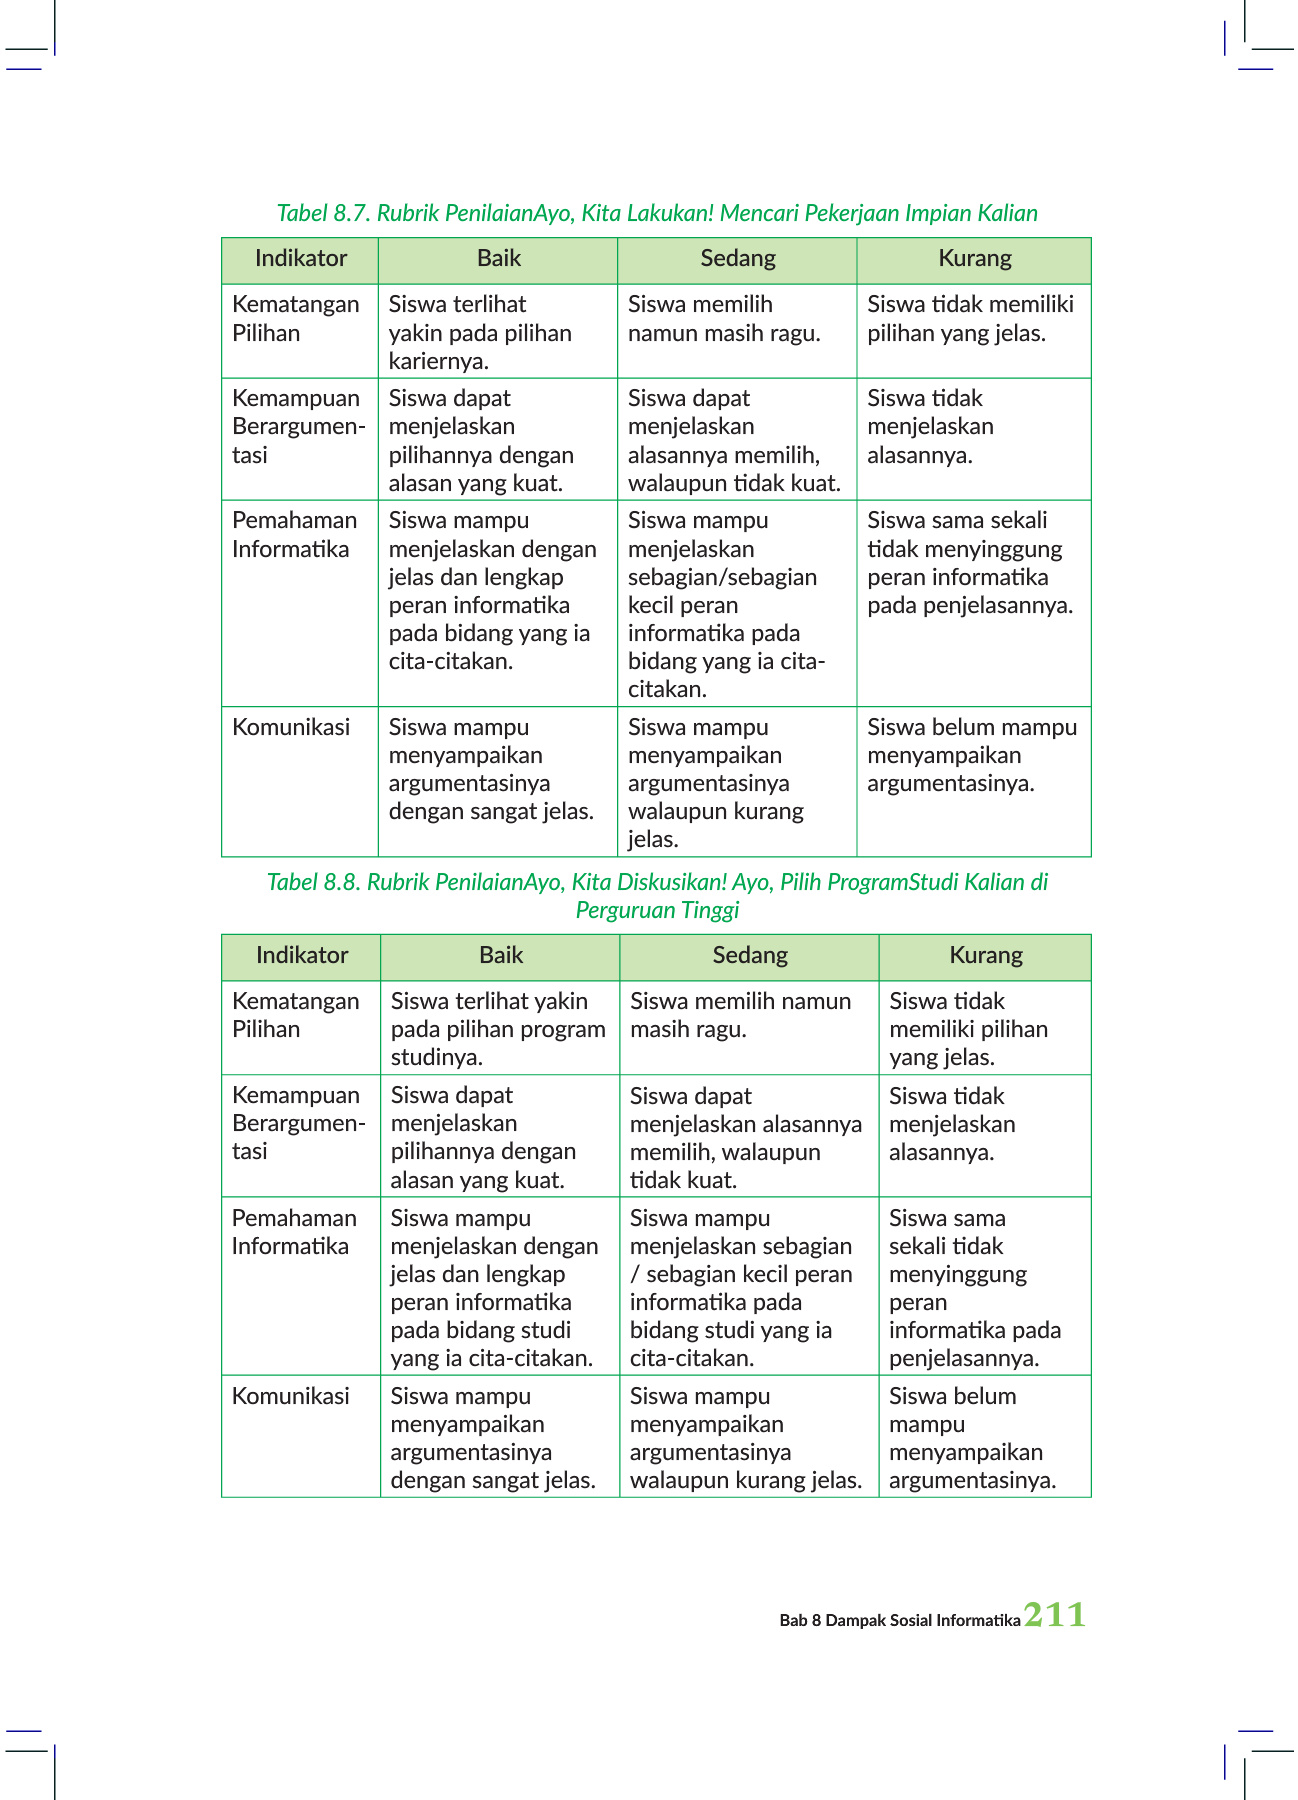 Tabel 8.7. Rubrik PenilaianAyo, Kita Lakukan! Mencari Pekerjaan Impian Kalian
Indikator
Baik
Sedang
Kurang
Kematangan
Pilihan
Siswa terlihat
yakin pada pilihan
kariernya.
Siswa memilih
namun masih ragu.
Siswa tidak memiliki
pilihan yang jelas.
Kemampuan
Berargumen-
tasi
Siswa dapat
menjelaskan
pilihannya dengan
alasan yang kuat.
Siswa dapat
menjelaskan
alasannya memilih,
walaupun tidak kuat.
Siswa tidak
menjelaskan
alasannya.
Pemahaman
Informatika
Siswa mampu
menjelaskan dengan
jelas dan lengkap
peran informatika
pada bidang yang ia
cita-citakan.
Siswa mampu
menjelaskan
sebagian/sebagian
kecil peran
informatika pada
bidang yang ia cita-
citakan.
Siswa sama sekali
tidak menyinggung
peran informatika
pada penjelasannya.
Komunikasi
Siswa mampu
menyampaikan
argumentasinya
dengan sangat jelas.
Siswa mampu
menyampaikan
argumentasinya
walaupun kurang
jelas.
Siswa belum mampu
menyampaikan
argumentasinya.
Tabel 8.8. Rubrik PenilaianAyo, Kita Diskusikan! Ayo, Pilih ProgramStudi Kalian di
Perguruan Tinggi
Indikator
Baik
Sedang
Kurang
Kematangan
Pilihan
Siswa terlihat yakin
pada pilihan program
studinya.
Siswa memilih namun
masih ragu.
Siswa tidak
memiliki pilihan
yang jelas.
Kemampuan
Berargumen-
tasi
Siswa dapat
menjelaskan
pilihannya dengan
alasan yang kuat.
Siswa dapat
menjelaskan alasannya
memilih, walaupun
tidak kuat.
Siswa tidak
menjelaskan
alasannya.
Pemahaman
Informatika
Siswa mampu
menjelaskan dengan
jelas dan lengkap
peran informatika
pada bidang studi
yang ia cita-citakan.
Siswa mampu
menjelaskan sebagian
/ sebagian kecil peran
informatika pada
bidang studi yang ia
cita-citakan.
Siswa sama
sekali tidak
menyinggung
peran
informatika pada
penjelasannya.
Komunikasi
Siswa mampu
menyampaikan
argumentasinya
dengan sangat jelas.
Siswa mampu
menyampaikan
argumentasinya
walaupun kurang jelas.
Siswa belum
mampu
menyampaikan
argumentasinya.
Bab 8 Dampak Sosial Informatika 211